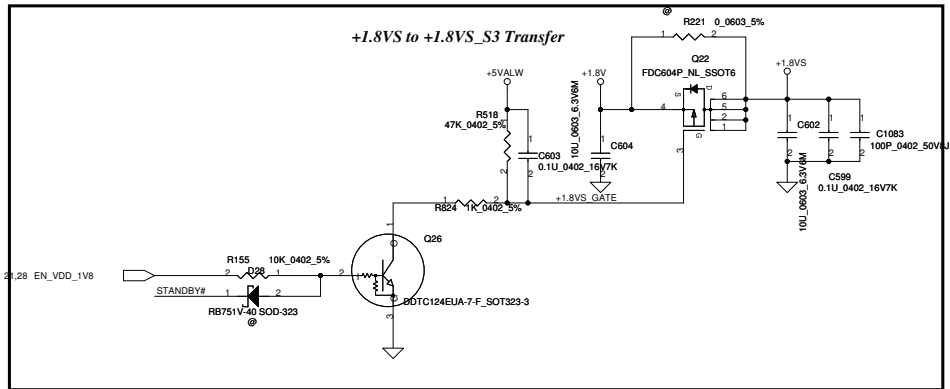 @
R221 0_0603_5%
1 2
+1.8VS to +1.8VS_S3 Transfer
Q22
FDC604P_NL_SSOT6
+5VALW
+1.8V
+1.8VS
R518
47K_0402_5%
1
2
C603
0.1U_0402_16V7K
1
2
10U_0603_6.3V6M
C604
1
2
S
D
G
4
3
6
5
2
1
C602
10U_0603_6.3V6M
1
2
C599
0.1U_0402_16V7K
1
2
C1083
1
2
+1.8VS_GATE
1 2
R824 1K_0402_5%
1
Q26
R155 10K_0402_5%
2 1
2
EN_VDD_1V8
D28
STANDBY#
1 2
RB751V-40 SOD-323
@
DDTC124EUA-7-F_SOT323-3
3